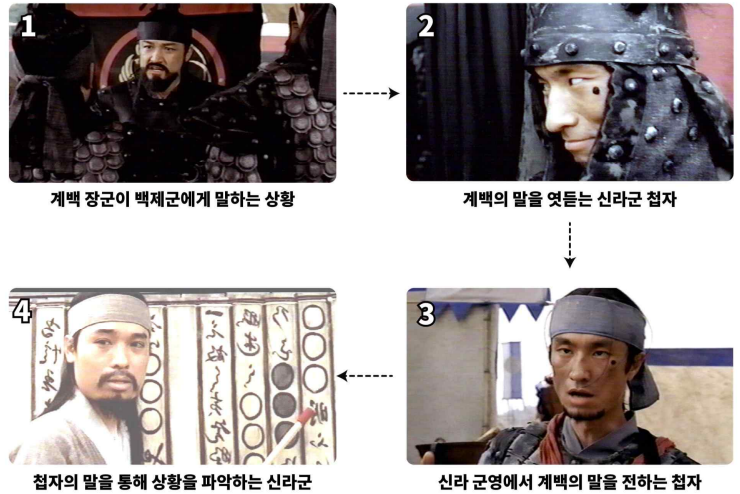 1
계백 장군이 백제군에게 말하는 상황
2
계백의 말을 엿듣는 신라군 첩자
3
신라 군영에서 계백의 말을 전하는 첩자
4
첩자의 말을 통해 상황을 파악하는 신라군